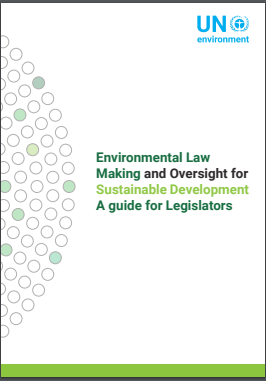 UN
environment
Environmental Law
Making and Oversight for
Sustainable Development
A guide for Legislators